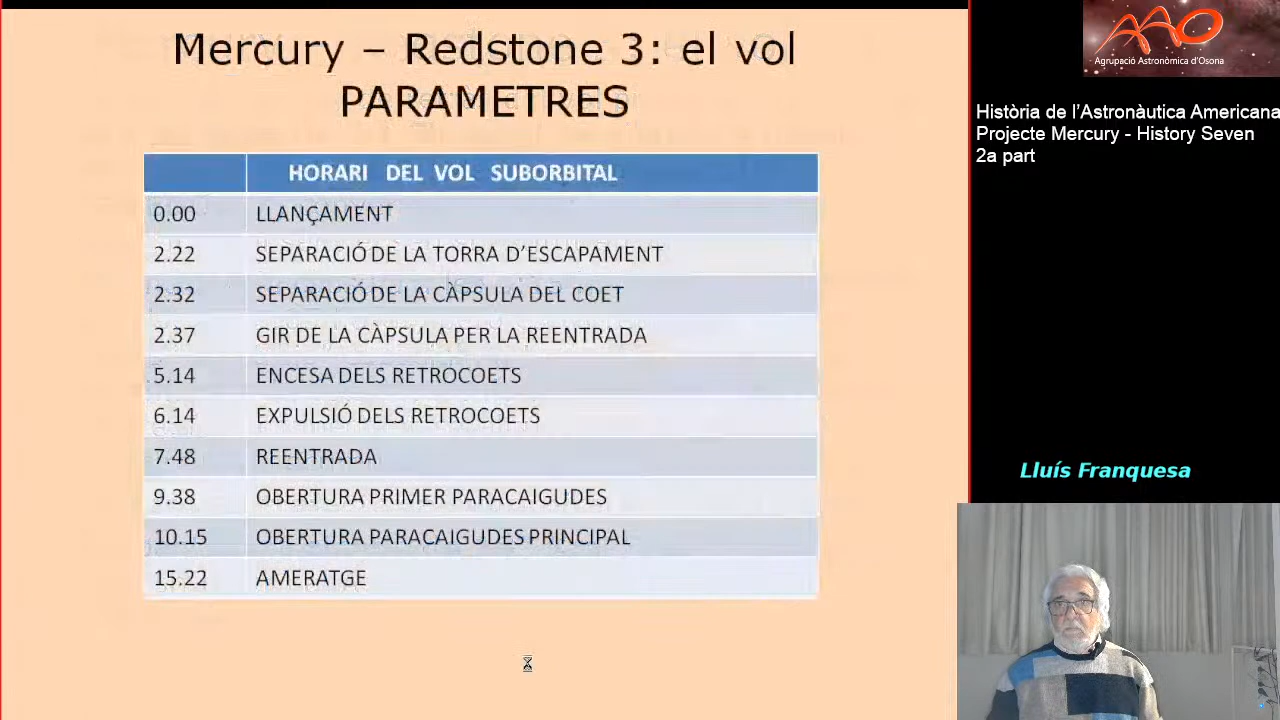 Mercury – Redstone 3: el vol
PARAMETRES
HORARI DEL VOL SUBORBITAL
0.00 LLANÇAMENT
2.22 SEPARACIÓ DE LA TORRA D’ESCAPAMENT
2.32 SEPARACIÓ DE LA CÀPSULA DEL COET
2.37 GIR DE LA CÀPSULA PER LA REENTRADA
5.14 ENCESA DELS RETROCOETS
6.14 EXPULSIÓ DELS RETROCOETS
7.48 REENTRADA
9.38 OBERTURA PRIMER PARACAIGUDES
10.15 OBERTURA PARACAIGUDES PRINCIPAL
15.22 AMERATGE
AAO
Agrupació Astronòmica d’Osona
Història de l’Astronàutica Americana
Projecte Mercury - History Seven
2a part
Lluís Franquesa